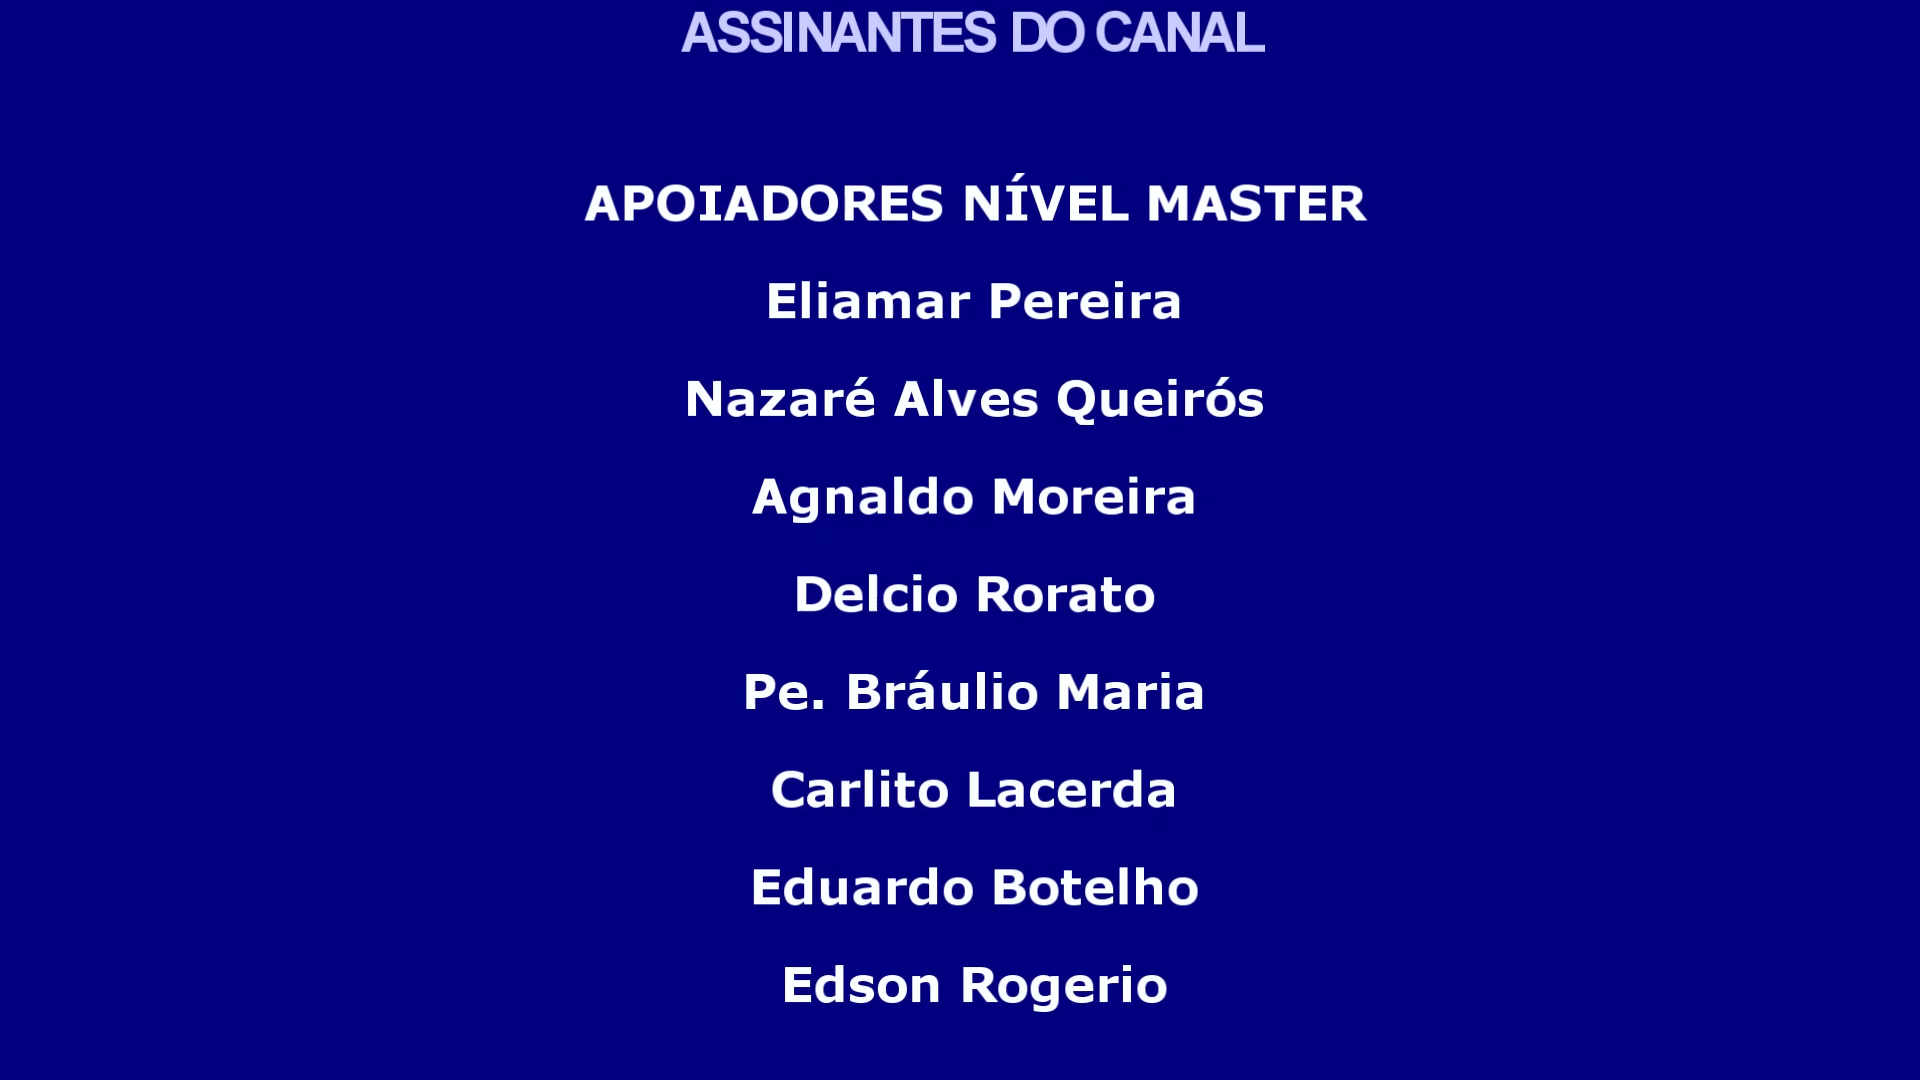 ASSINANTES DO CANAL
APOIADORES NÍVEL MASTER
Eliamar Pereira
Nazaré Alves Queirós
Agnaldo Moreira
Delcio Rorato
Pe. Bráulio Maria
Carlito Lacerda
Eduardo Botelho
Edson Rogerio